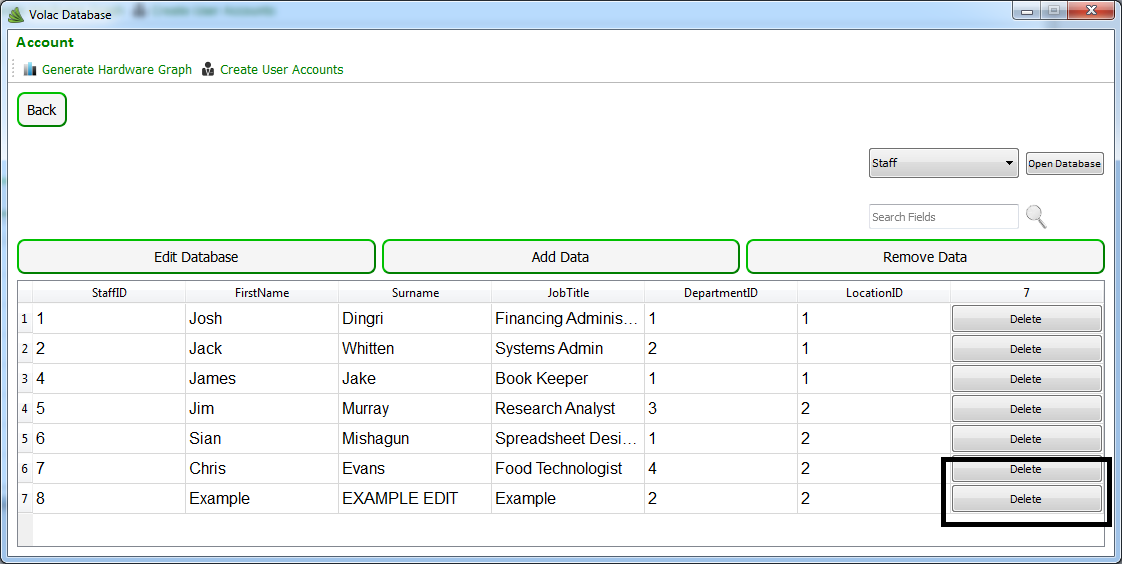 Volac Database
Account
Generate Hardware Graph Create User Accounts
Back
Staff Open Database
Search Fields
Edit Database Add Data Remove Data
StaffID FirstName Surname JobTitle DepartmentID LocationID 7
1 1 Josh Dingri Financing Adminis... 1 1 Delete
2 2 Jack Whitten Systems Admin 2 1 Delete
3 4 James Jake Book Keeper 1 1 Delete
4 5 Jim Murray Research Analyst 3 2 Delete
5 6 Sian Mishagun Spreadsheet Desi... 1 2 Delete
6 7 Chris Evans Food Technologist 4 2 Delete
7 8 Example EXAMPLE EDIT Example 2 2 Delete